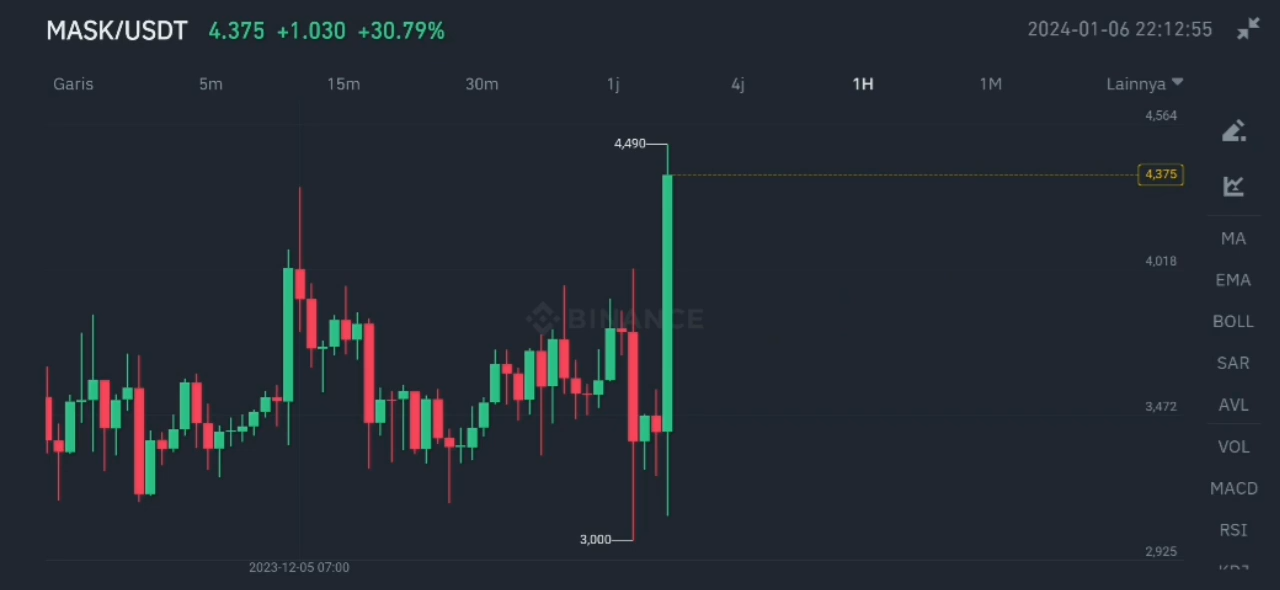 MASK/USDT 4.375 +1.030 +30.79% 2024-01-06 22:12:55
Garis 5m 15m 30m 1j 4j 1H 1M Lainnya
4,564
4,490
4,375
MA
4,018
EMA
BINANCE
BOLL
SAR
3,472
AVL
VOL
MACD
RSI
3,000
2,925
2023-12-05 07:00